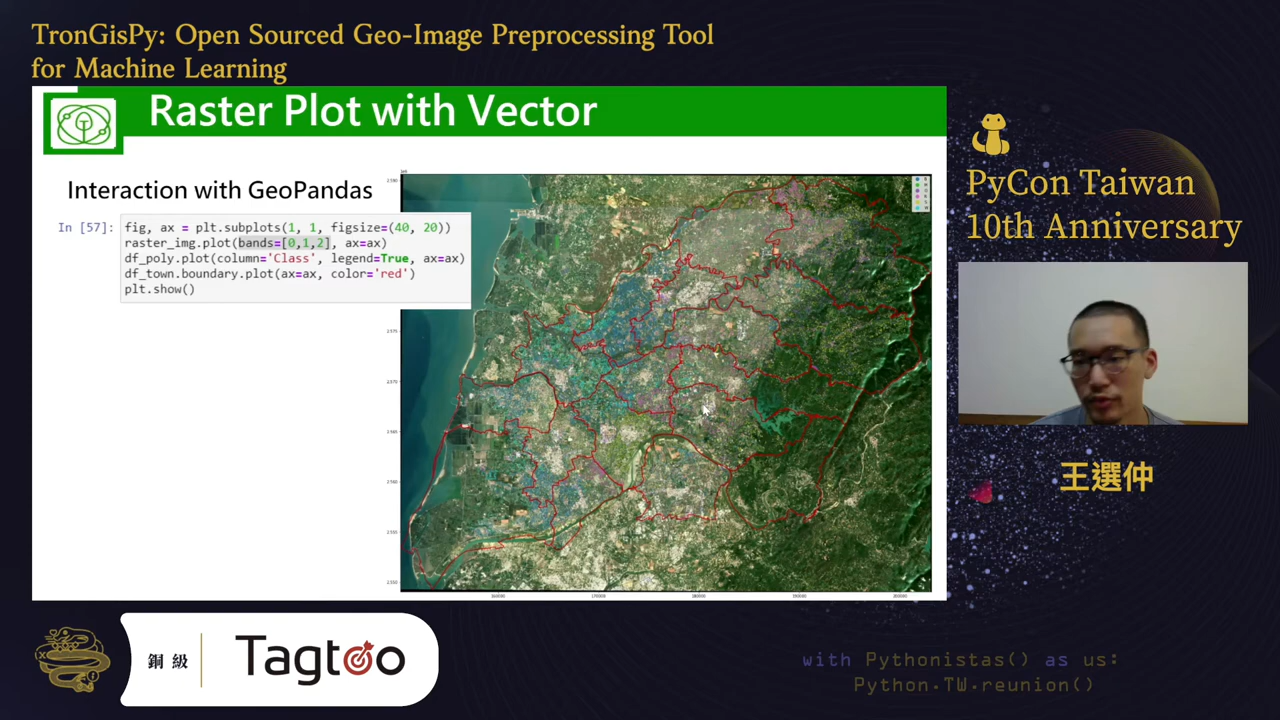 TronGisPy: Open Sourced Geo-Image Preprocessing Tool
for Machine Learning
Raster Plot with Vector
Interaction with GeoPandas
In [57]:
fig, ax = plt.subplots(1, 1, figsize=(40, 20))
raster_img.plot(bands=[0,1,2], ax=ax)
df_poly.plot(column='Class', legend=True, ax=ax)
df_town.boundary.plot(ax=ax, color='red')
plt.show()
PyCon Taiwan
10th Anniversary
王選仲
銅級
Tagtoo
with Pythonistas() as us:
Python.TW.reunion()